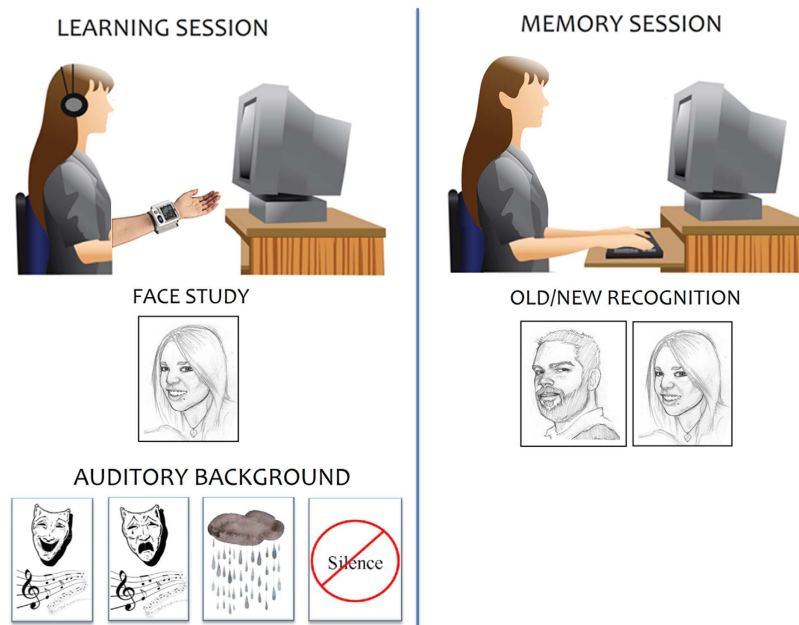 LEARNING SESSION
FACE STUDY
AUDITORY BACKGROUND
Silence
MEMORY SESSION
OLD/NEW RECOGNITION